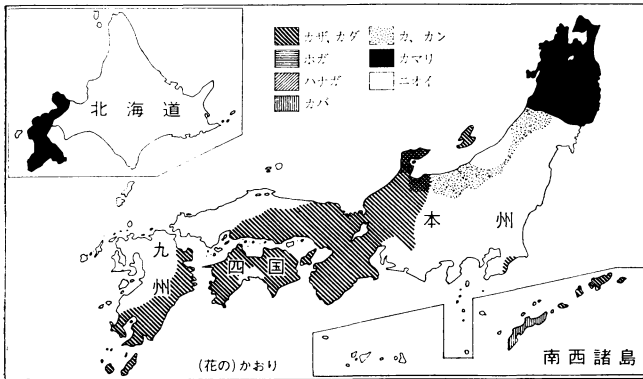 北海道
カザ、カダ
ホガ
ハナガ
カバ
カ、カン
カマリ
ニオイ
本州
九州
四国
(花の)かおり
南西諸島